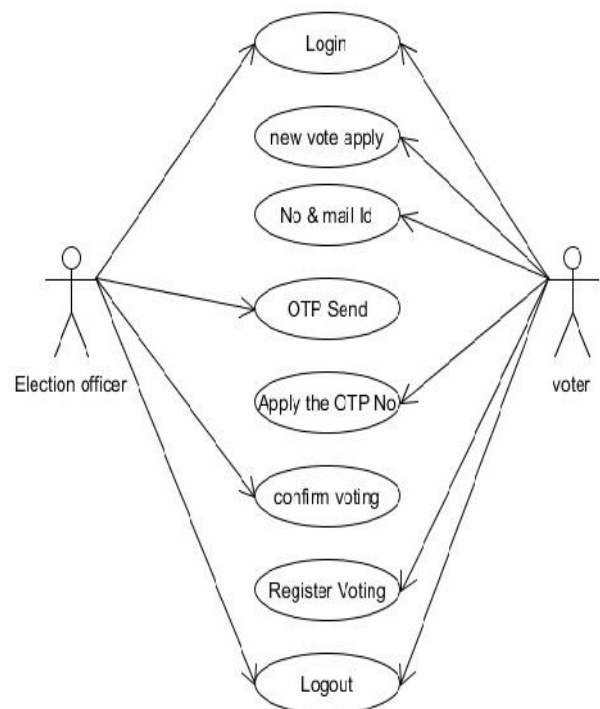 Login
new vote apply
No & mail Id
OTP Send
Election officer
voter
Apply the OTP No
confirm voting
Register Voting
Logout